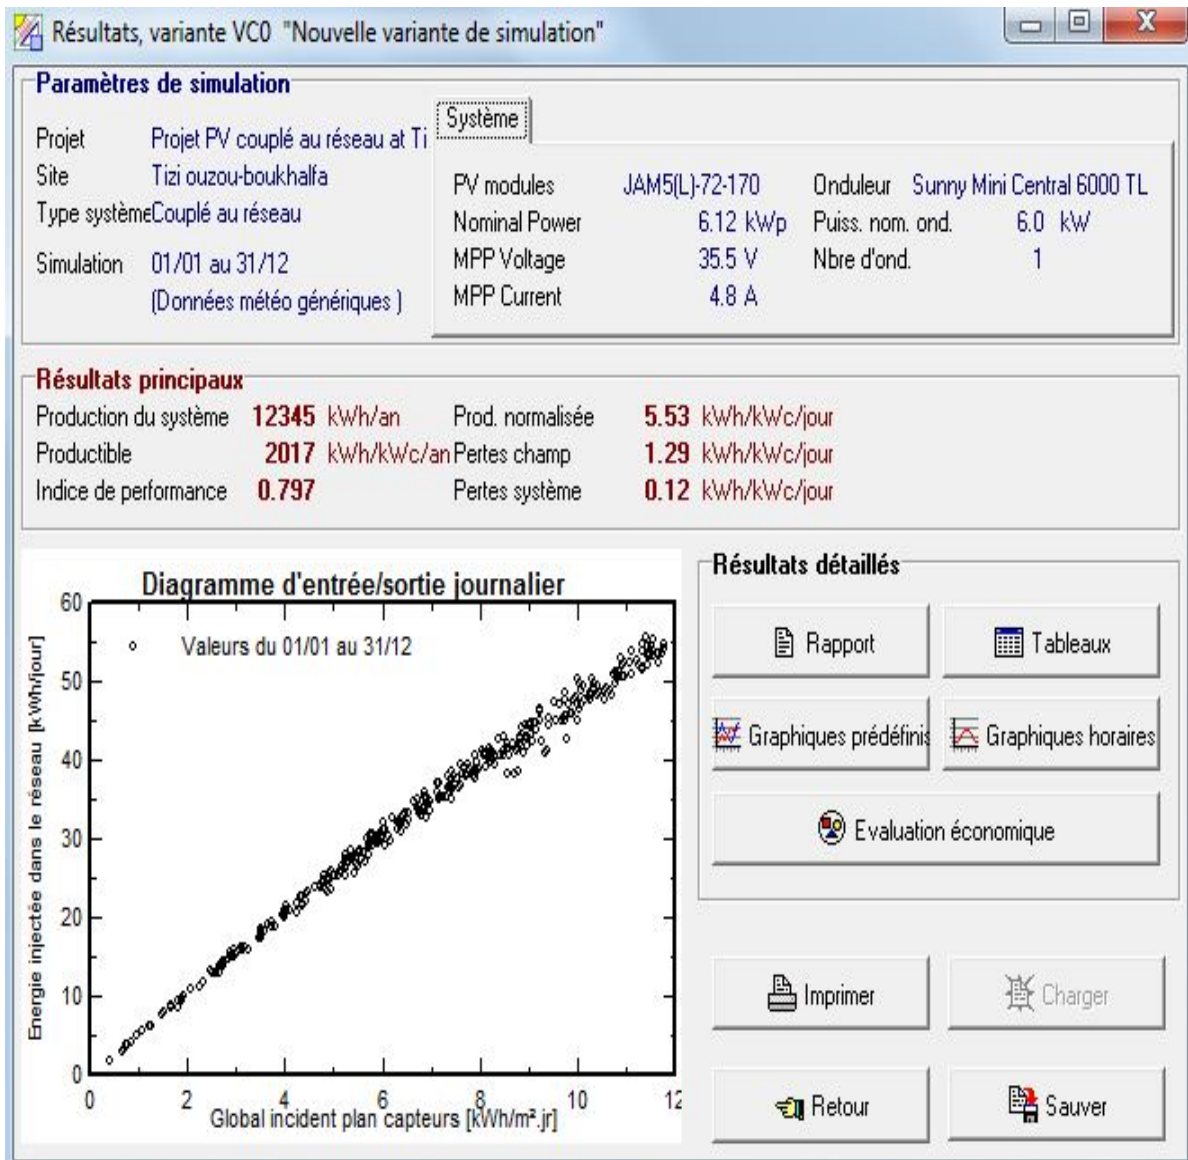 Résultats, variante VC0 "Nouvelle variante de simulation"
Paramètres de simulation
Projet Projet PV couplé au réseau at Ti
Site Tizi ouzou-boukhalfa
Type système Couplé au réseau
Simulation 01/01 au 31/12
(Données météo génériques )
Système
PV modules JAM5(L)-72-170 Onduleur Sunny Mini Central 6000 TL
Nominal Power 6.12 kWp Puiss. nom. ond. 6.0 kW
MPP Voltage 35.5 V Nbre d'ond. 1
MPP Current 4.8 A
Résultats principaux
Production du système 12345 kWh/an Prod. normalisée 5.53 kWh/kWc/jour
Productible 2017 kWh/kWc/an Pertes champ 1.29 kWh/kWc/jour
Indice de performance 0.797 Pertes système 0.12 kWh/kWc/jour
Diagramme d'entrée/sortie journalier
Valeurs du 01/01 au 31/12
Energie injectée dans le réseau [kWh/jour]
60
50
40
30
20
10
0
0 2 4 6 8 10 12
Global incident plan capteurs [kWh/m².jr]
Résultats détaillés
Rapport Tableaux
Graphiques prédéfinis Graphiques horaires
Evaluation économique
Imprimer Charger
Retour Sauver